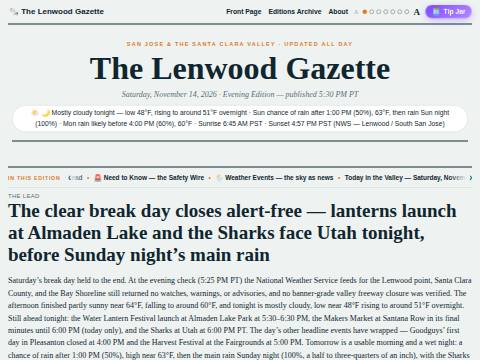 The Lenwood Gazette
Front Page Editions Archive About A A Tip Jar
SAN JOSE & THE SANTA CLARA VALLEY · UPDATED ALL DAY
The Lenwood Gazette
Saturday, November 14, 2026 · Evening Edition — published 5:30 PM PT
Mostly cloudy tonight — low 48°F, rising to around 51°F overnight · Sun chance of rain after 1:00 PM (50%), 63°F, then rain Sun night
(100%) · Mon rain likely before 4:00 PM (60%), 60°F · Sunrise 6:45 AM PST · Sunset 4:57 PM PST (NWS — Lenwood / South San Jose)
IN THIS EDITION ‹ ead • Need to Know — the Safety Wire • Weather Events — the sky as news • Today in the Valley — Saturday, Novem ›
THE LEAD
The clear break day closes alert-free — lanterns launch
at Almaden Lake and the Sharks face Utah tonight,
before Sunday night’s main rain
Saturday’s break day held to the end. At the evening check (5:25 PM PT) the National Weather Service feeds for the Lenwood point, Santa Clara
County, and the Bay Shoreline still returned no watches, warnings, or advisories, and no banner-grade valley freeway closure was verified. The
afternoon finished partly sunny near 64°F, falling to around 60°F, and tonight is mostly cloudy, low near 48°F rising to around 51°F overnight.
Still ahead tonight: the Water Lantern Festival launch at Almaden Lake at 5:30–6:30 PM, the Makers Market at Santana Row in its final
minutes until 6:00 PM (today only), and the Sharks at Utah at 6:00 PM PT. The day’s other headline events have wrapped — Goodguys’ first
day in Pleasanton closed at 4:00 PM and the Harvest Festival at the Fairgrounds at 5:00 PM. Tomorrow is a usable morning and a wet night: a
chance of rain after 1:00 PM (50%), high near 63°F, then the main rain Sunday night (100%, a half to three-quarters of an inch), with the Sharks